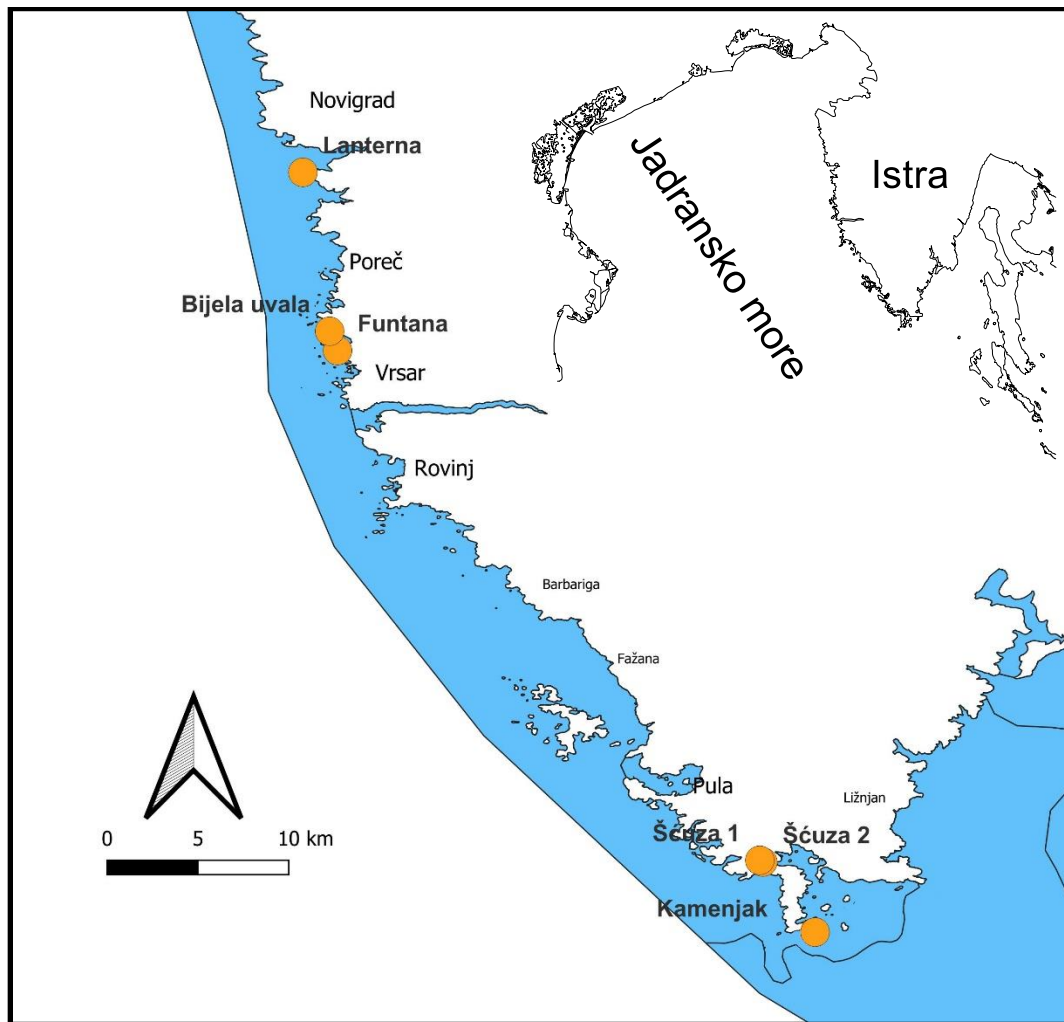 Novigrad
Lanterna
Jadransko more
Istra
Poreč
Bijela uvala
Funtana
Vrsar
Rovinj
Barbariga
Fažana
Pula
Ližnjan
0 5 10 km
Šćuza 1
Šćuza 2
Kamenjak